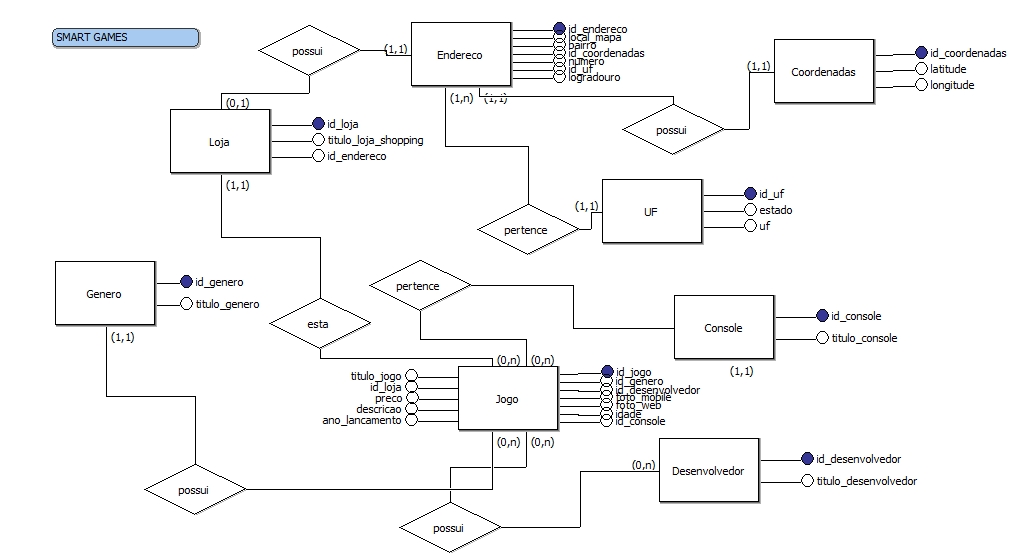 SMART GAMES
possui
(1,1)
Endereco
id_endereco
local_mapa
bairro
id_coordenadas
numero
id_uf
logradouro
(1,1)
Coordenadas
id_coordenadas
latitude
longitude
(0,1)
(1,n)
(1,1)
Loja
id_loja
titulo_loja_shopping
id_endereco
possui
(1,1)
(1,1)
UF
id_uf
estado
uf
pertence
Genero
id_genero
titulo_genero
pertence
(1,1)
esta
Console
id_console
titulo_console
(1,1)
(0,n)
(0,n)
titulo_jogo
id_loja
preco
descricao
ano_lancamento
Jogo
id_jogo
id_genero
id_desenvolvedor
foto_mobile
foto_web
idade
id_console
(0,n)
(0,n)
(0,n)
Desenvolvedor
id_desenvolvedor
titulo_desenvolvedor
possui
possui